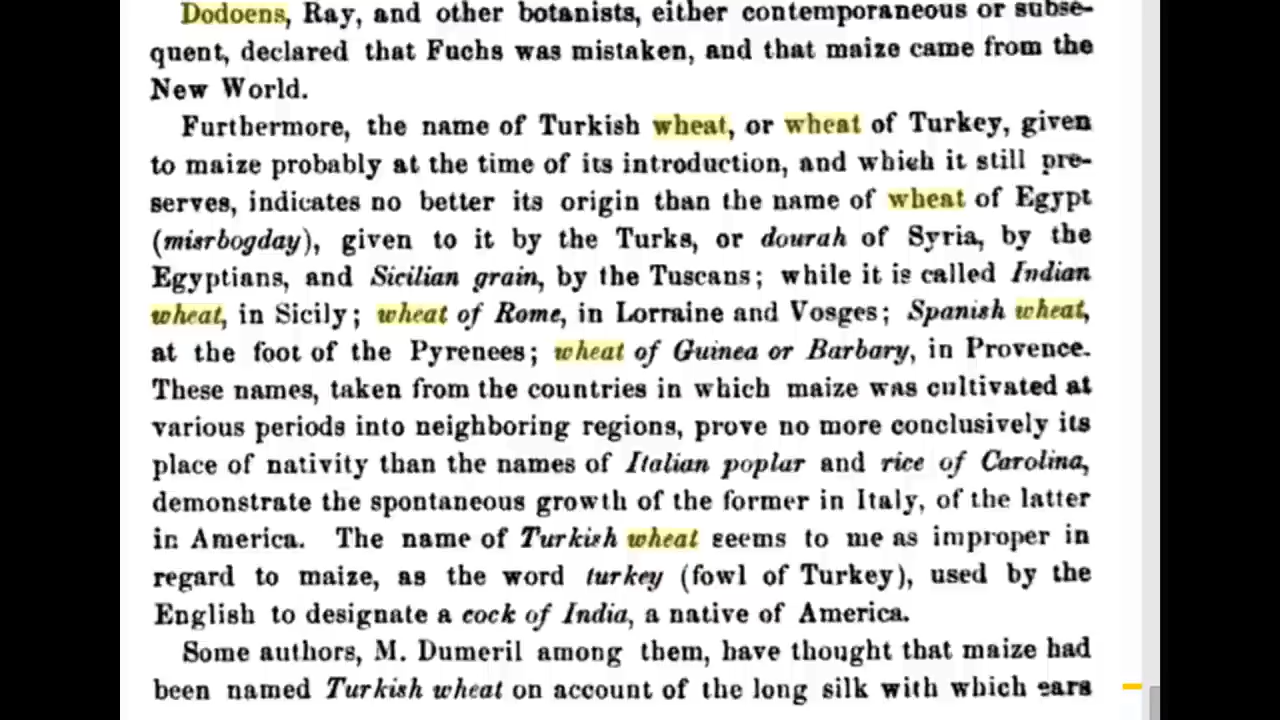 Dodoens, Ray, and other botanists, either contemporaneous or subse-
quent, declared that Fuchs was mistaken, and that maize came from the
New World.
Furthermore, the name of Turkish wheat, or wheat of Turkey, given
to maize probably at the time of its introduction, and which it still pre-
serves, indicates no better its origin than the name of wheat of Egypt
(misrbogday), given to it by the Turks, or dourah of Syria, by the
Egyptians, and Sicilian grain, by the Tuscans; while it is called Indian
wheat, in Sicily; wheat of Rome, in Lorraine and Vosges; Spanish wheat,
at the foot of the Pyrenees; wheat of Guinea or Barbary, in Provence.
These names, taken from the countries in which maize was cultivated at
various periods into neighboring regions, prove no more conclusively its
place of nativity than the names of Italian poplar and rice of Carolina,
demonstrate the spontaneous growth of the former in Italy, of the latter
in America. The name of Turkish wheat seems to me as improper in
regard to maize, as the word turkey (fowl of Turkey), used by the
English to designate a cock of India, a native of America.
Some authors, M. Dumeril among them, have thought that maize had
been named Turkish wheat on account of the long silk with which ears